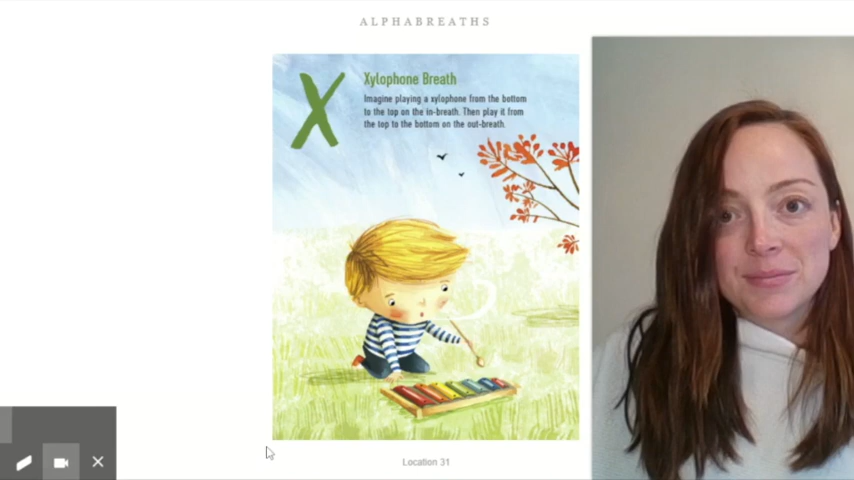 ALPHABREATHS
X
Xylophone Breath
Imagine playing a xylophone from the bottom
to the top on the in-breath. Then play it from
the top to the bottom on the out-breath.
Location 31